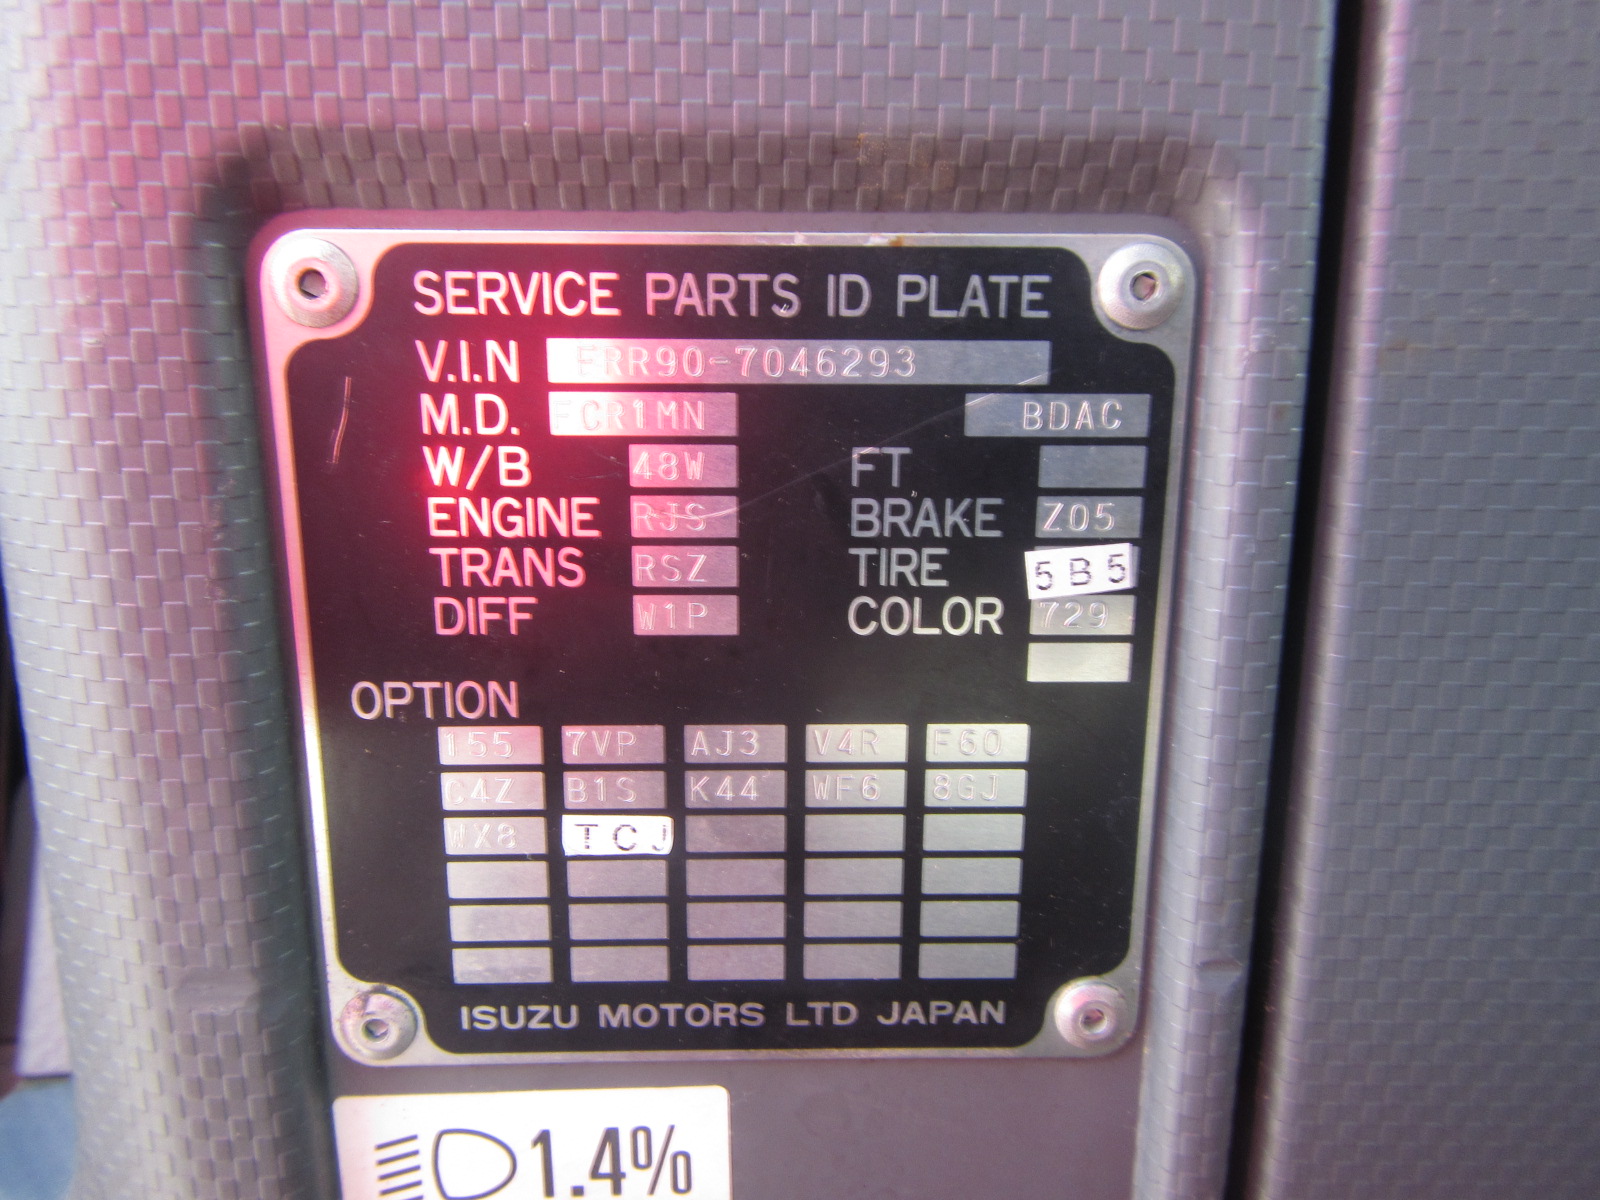 SERVICE PARTS ID PLATE
V.I.N FRR90-7046293
M.D. FCR1MN BDAC
W/B 48W FT
ENGINE RJS BRAKE Z05
TRANS RSZ TIRE 5B5
DIFF W1P COLOR 729
OPTION
155 7VP AJ3 V4R F60
C4Z B1S K44 WF6 8GJ
WX8 TCJ
ISUZU MOTORS LTD JAPAN
1.4%